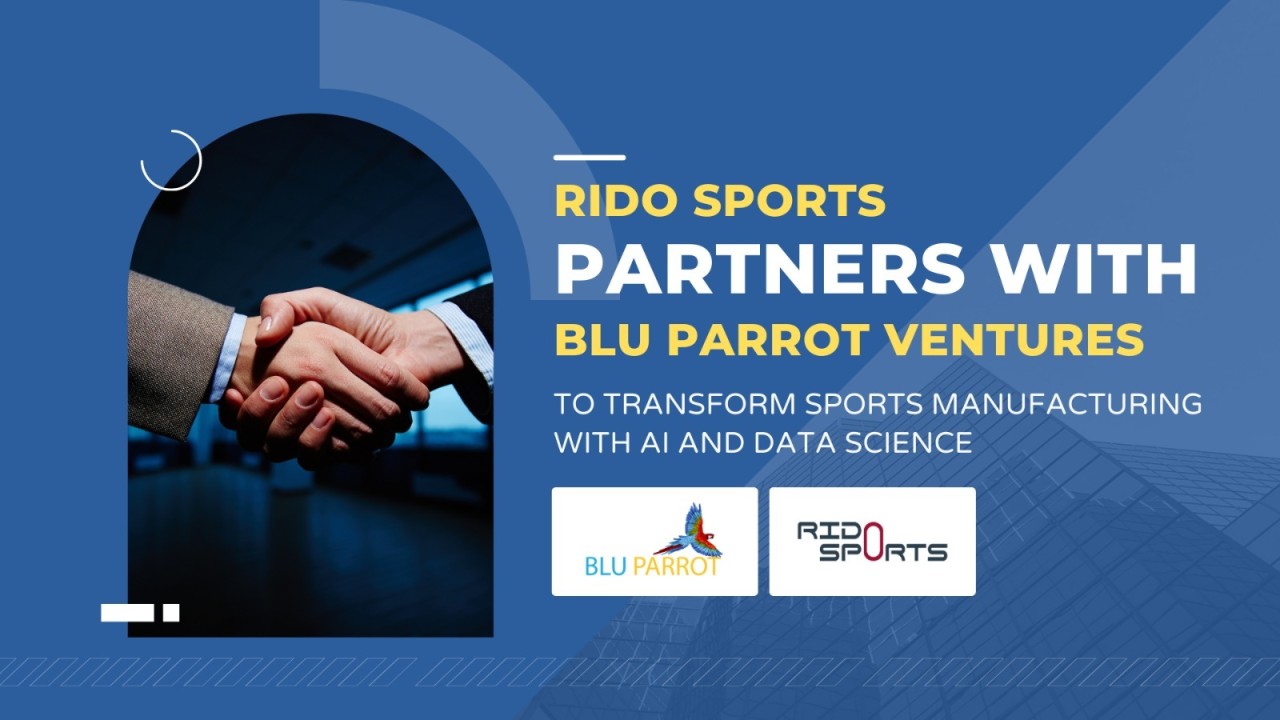 RIDO SPORTS
PARTNERS WITH
BLU PARROT VENTURES
TO TRANSFORM SPORTS MANUFACTURING
WITH AI AND DATA SCIENCE
BLU PARROT
RIDO
SPORTS